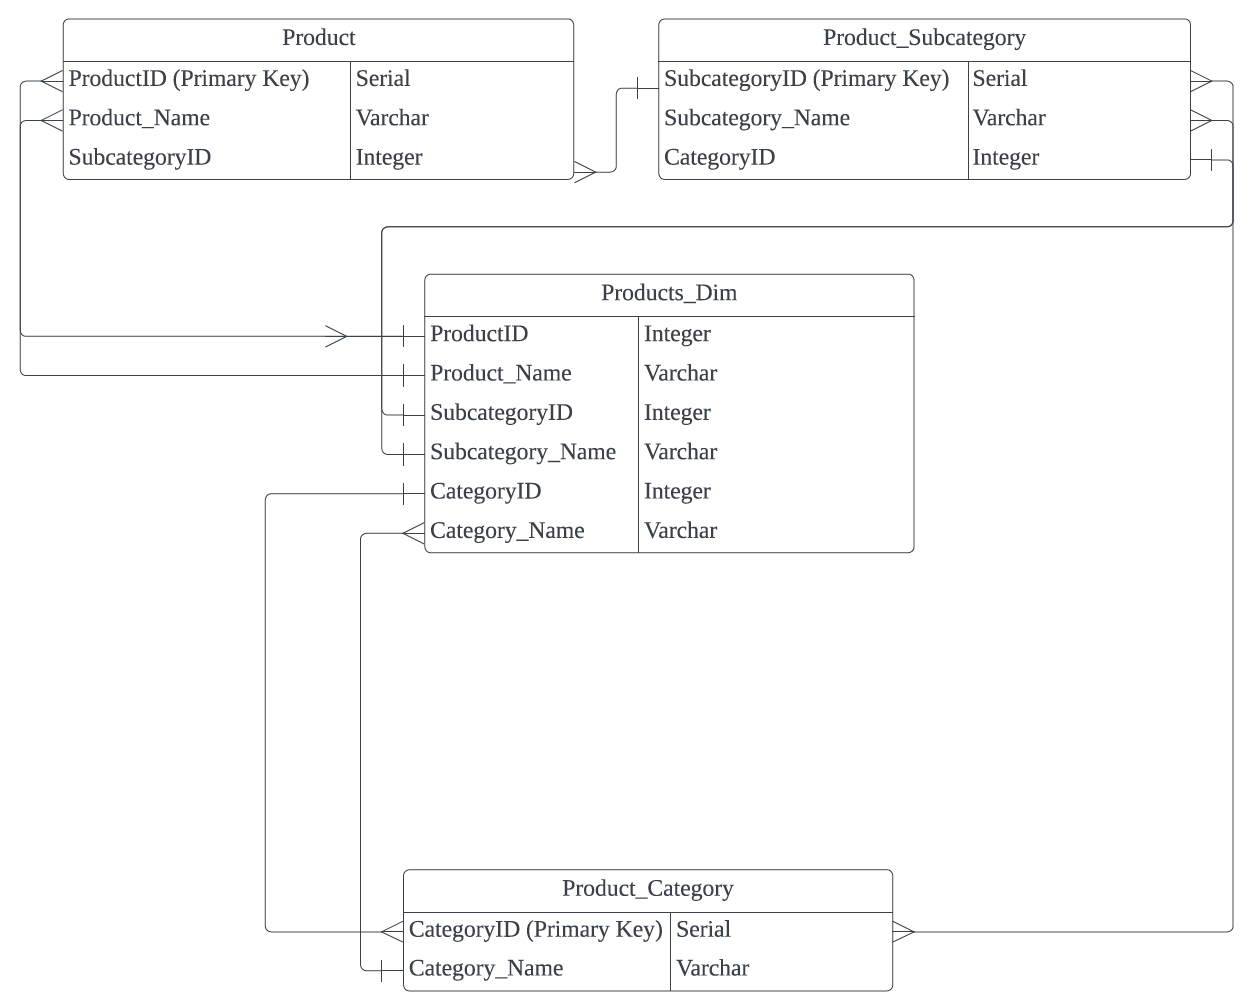 Product
ProductID (Primary Key) Serial
Product_Name Varchar
SubcategoryID Integer
Product_Subcategory
SubcategoryID (Primary Key) Serial
Subcategory_Name Varchar
CategoryID Integer
Products_Dim
ProductID Integer
Product_Name Varchar
SubcategoryID Integer
Subcategory_Name Varchar
CategoryID Integer
Category_Name Varchar
Product_Category
CategoryID (Primary Key) Serial
Category_Name Varchar